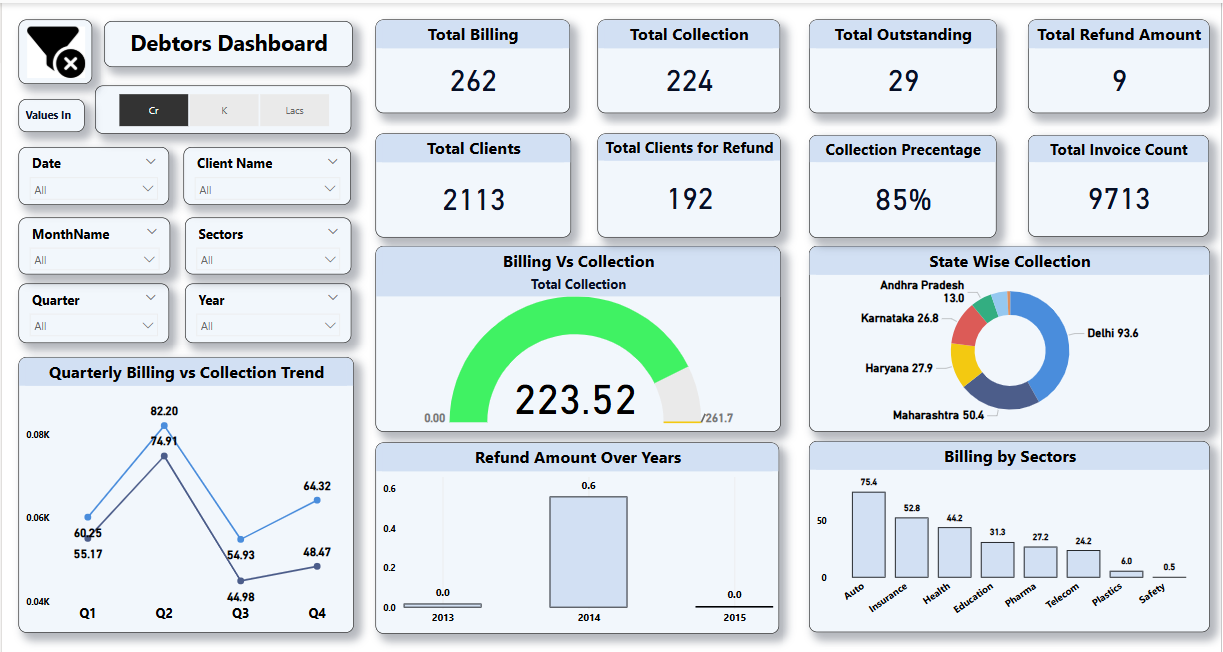 Debtors Dashboard
Values In
Cr
K
Lacs
Date
All
Client Name
All
MonthName
All
Sectors
All
Quarter
All
Year
All
Total Billing
262
Total Collection
224
Total Outstanding
29
Total Refund Amount
9
Total Clients
2113
Total Clients for Refund
192
Collection Precentage
85%
Total Invoice Count
9713
Quarterly Billing vs Collection Trend
0.08K
0.06K
0.04K
82.20
74.91
60.25
55.17
54.93
44.98
64.32
48.47
Q1
Q2
Q3
Q4
Billing Vs Collection
Total Collection
223.52
0.00
/261.7
State Wise Collection
Andhra Pradesh
13.0
Karnataka 26.8
Haryana 27.9
Maharashtra 50.4
Delhi 93.6
Refund Amount Over Years
0.6
0.4
0.2
0.0
0.0
0.6
0.0
2013
2014
2015
Billing by Sectors
50
0
75.4
52.8
44.2
31.3
27.2
24.2
6.0
0.5
Auto
Insurance
Health
Education
Pharma
Telecom
Plastics
Safety